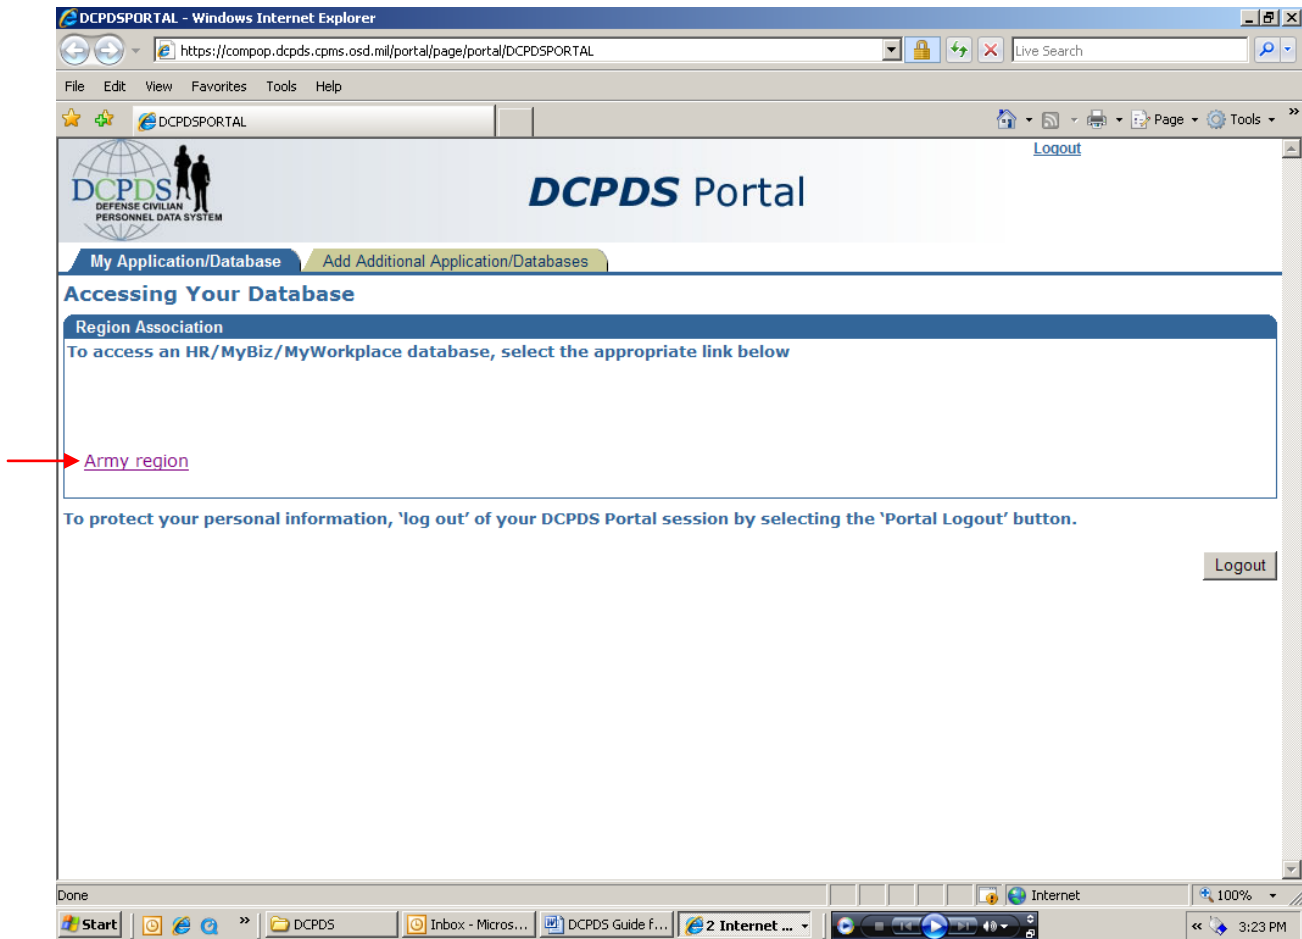 DCPDSPORTAL - Windows Internet Explorer
https://compop.dcpds.cpms.osd.mil/portal/page/portal/DCPDSPORTAL
Live Search
File Edit View Favorites Tools Help
DCPDSPORTAL
Page Tools »
Logout
DCPDS
DEFENSE CIVILIAN
PERSONNEL DATA SYSTEM
DCPDS Portal
My Application/Database
Add Additional Application/Databases
Accessing Your Database
Region Association
To access an HR/MyBiz/MyWorkplace database, select the appropriate link below
Army region
To protect your personal information, ‘log out’ of your DCPDS Portal session by selecting the ‘Portal Logout’ button.
Logout
Done
Internet
100%
Start » DCPDS Inbox - Micros... DCPDS Guide f... 2 Internet ... « 3:23 PM